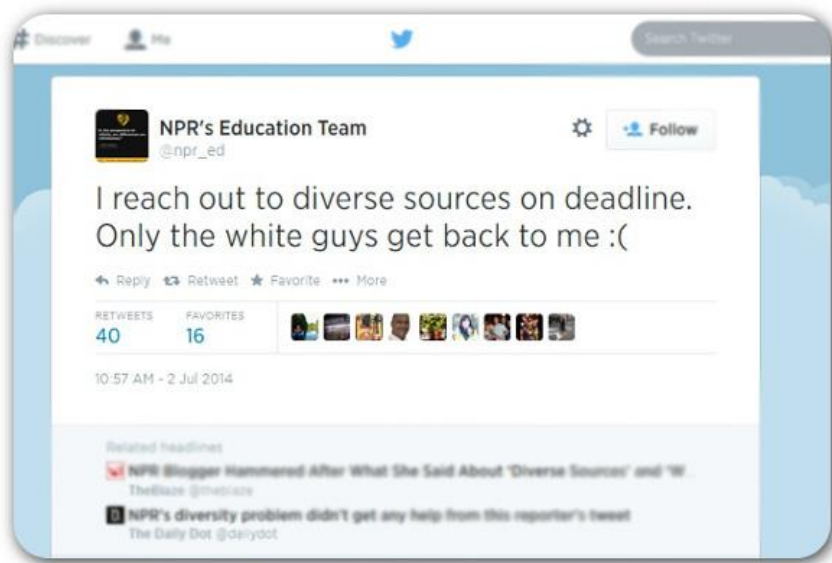 # Discover
Me
Search Twitter
NPR's Education Team
@npr_ed
Follow
I reach out to diverse sources on deadline.
Only the white guys get back to me :(
Reply Retweet Favorite ••• More
RETWEETS FAVORITES
40 16
10:57 AM - 2 Jul 2014
Related headlines
NPR Blogger Hammered After What She Said About 'Diverse Sources' and 'W...
TheBlaze @theblaze
NPR's diversity problem didn't get any help from this reporter's tweet
The Daily Dot @dailydot